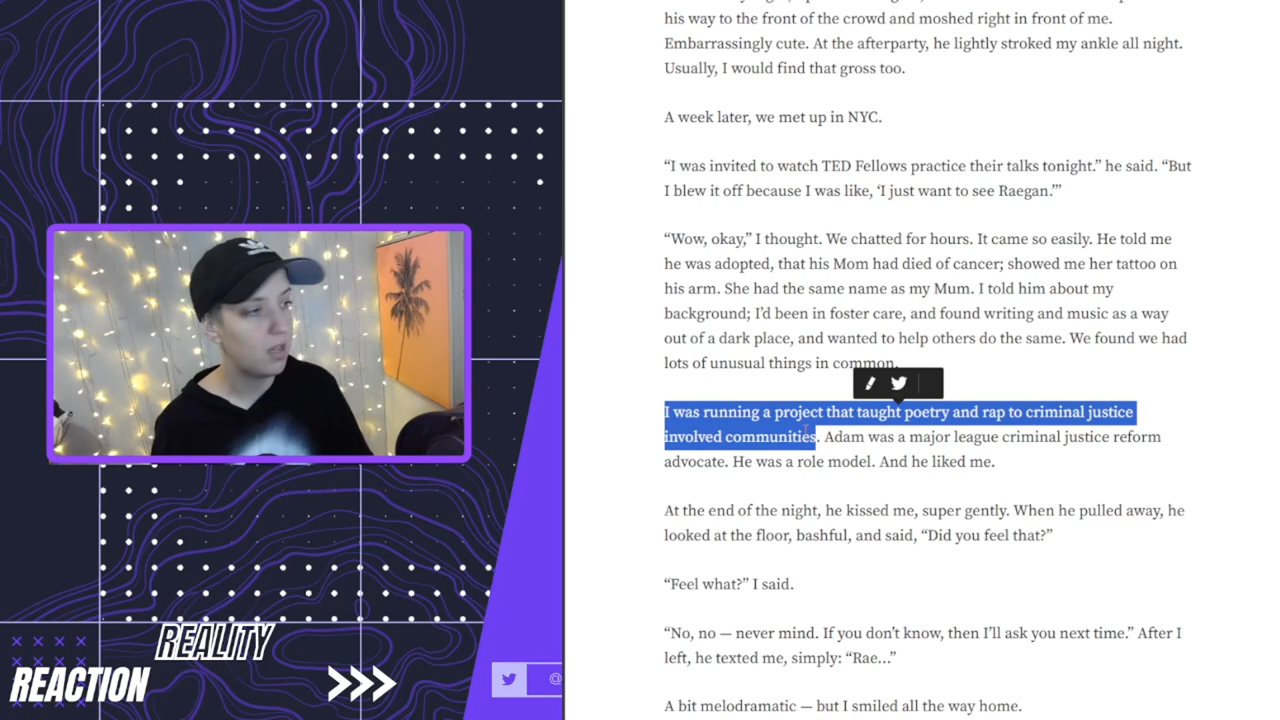 his way to the front of the crowd and moshed right in front of me.
Embarrassingly cute. At the afterparty, he lightly stroked my ankle all night.
Usually, I would find that gross too.
A week later, we met up in NYC.
“I was invited to watch TED Fellows practice their talks tonight.” he said. “But
I blew it off because I was like, ‘I just want to see Raegan.’”
“Wow, okay,” I thought. We chatted for hours. It came so easily. He told me
he was adopted, that his Mom had died of cancer; showed me her tattoo on
his arm. She had the same name as my Mum. I told him about my
background; I’d been in foster care, and found writing and music as a way
out of a dark place, and wanted to help others do the same. We found we had
lots of unusual things in common.
I was running a project that taught poetry and rap to criminal justice
involved communities. Adam was a major league criminal justice reform
advocate. He was a role model. And he liked me.
At the end of the night, he kissed me, super gently. When he pulled away, he
looked at the floor, bashful, and said, “Did you feel that?”
“Feel what?” I said.
“No, no — never mind. If you don’t know, then I’ll ask you next time.” After I
left, he texted me, simply: “Rae…”
A bit melodramatic — but I smiled all the way home.
REALITY
REACTION
@